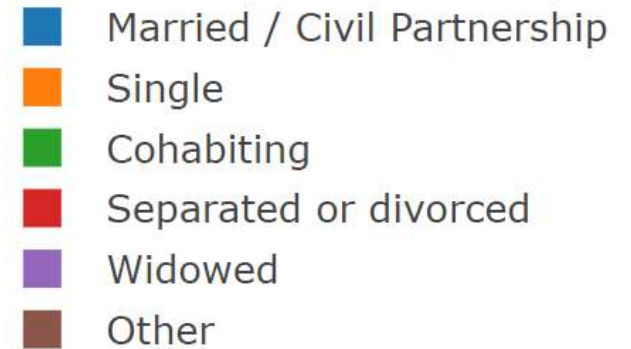 Married / Civil Partnership
Single
Cohabiting
Separated or divorced
Widowed
Other